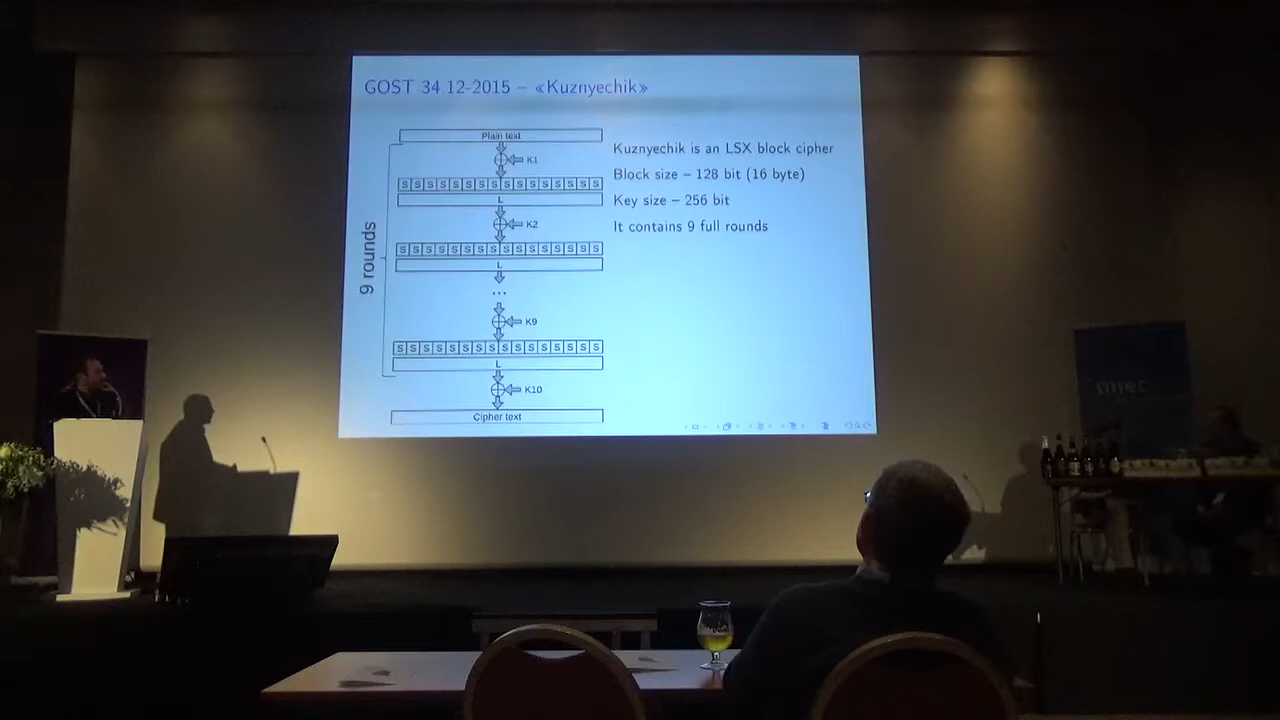 GOST 34.12-2015 – «Kuznyechik»
Plain text
K1
S S S S S S S S S S S S S S S S
L
K2
S S S S S S S S S S S S S S S S
L
...
K9
S S S S S S S S S S S S S S S S
L
K10
Cipher text
9 rounds
Kuznyechik is an LSX block cipher
Block size – 128 bit (16 byte)
Key size – 256 bit
It contains 9 full rounds
imec